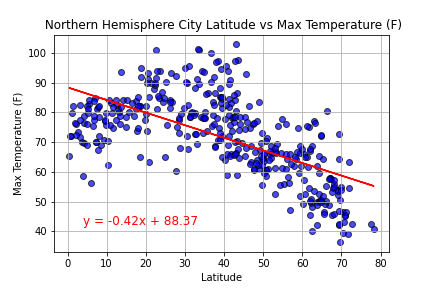 Northern Hemisphere City Latitude vs Max Temperature (F)
100
90
80
70
60
50
40
Max Temperature (F)
y = -0.42x + 88.37
0 10 20 30 40 50 60 70 80
Latitude